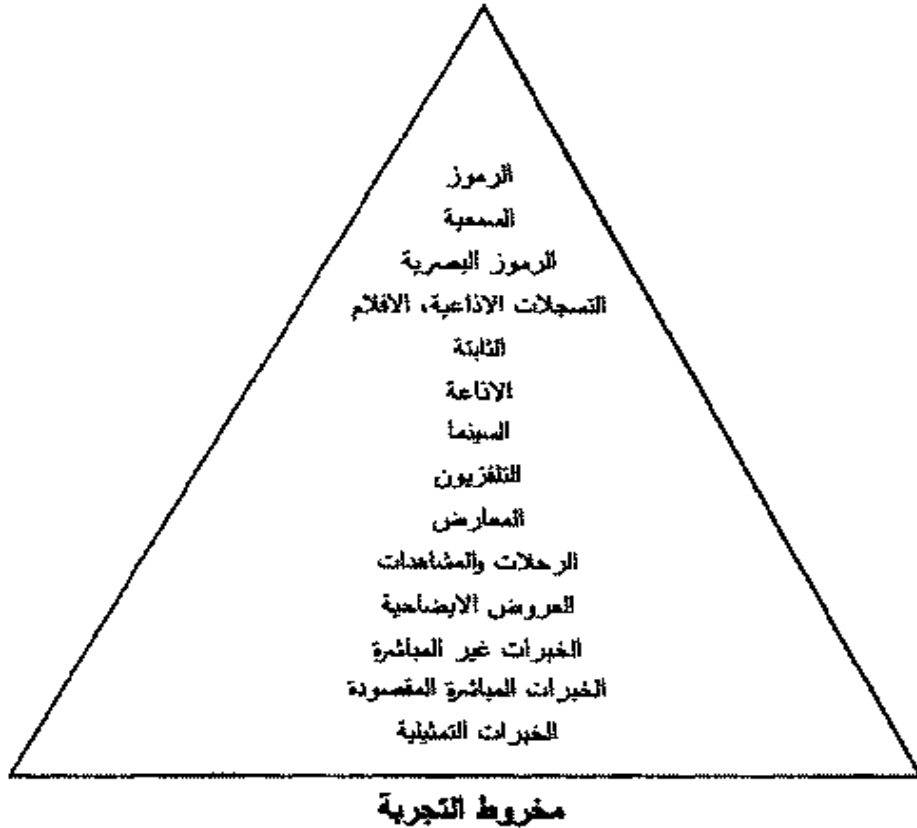 الرموز
السمعية
الرموز البصرية
التسجلات الاذاعية، الافلام
الثابتة
الاذاعة
السينما
التلفزيون
المعارض
الرحلات والمشاهدات
العروض الايضاحية
الخبرات غير المباشرة
الخبرات المباشرة المقصودة
الخبرات التمثيلية
مخروط التجربة